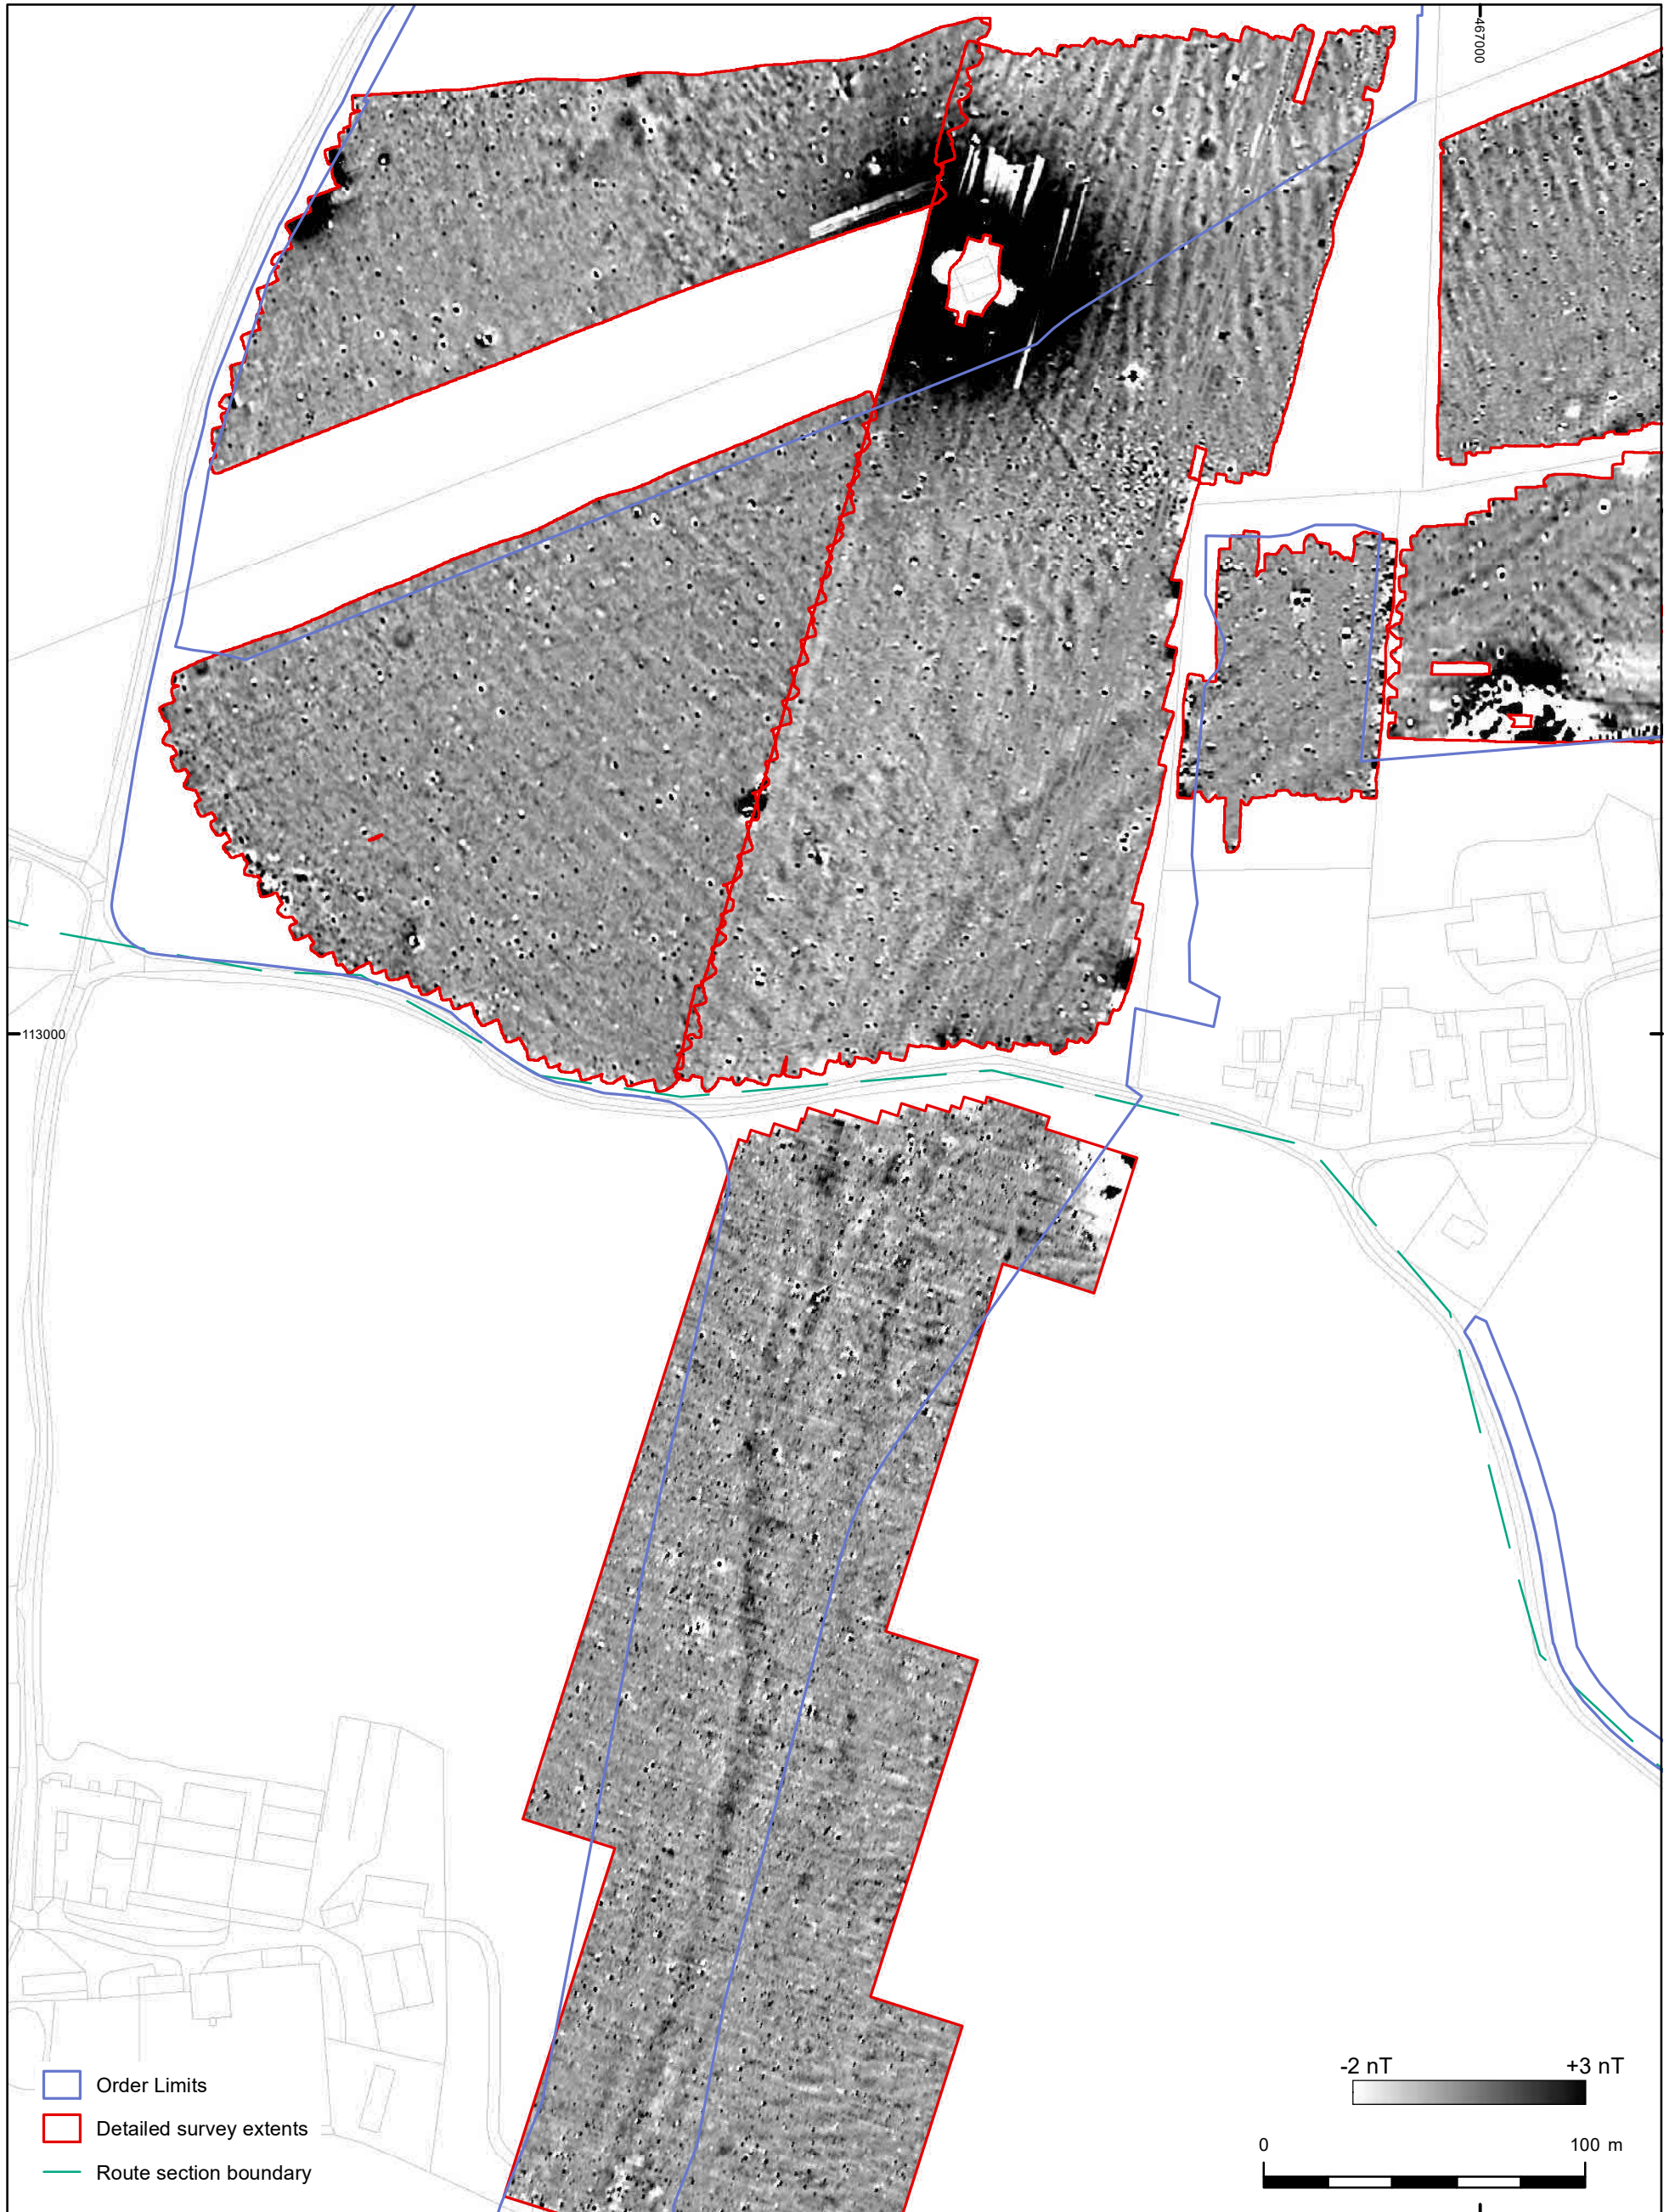 467000
113000
Order Limits
Detailed survey extents
Route section boundary
-2 nT +3 nT
0 100 m